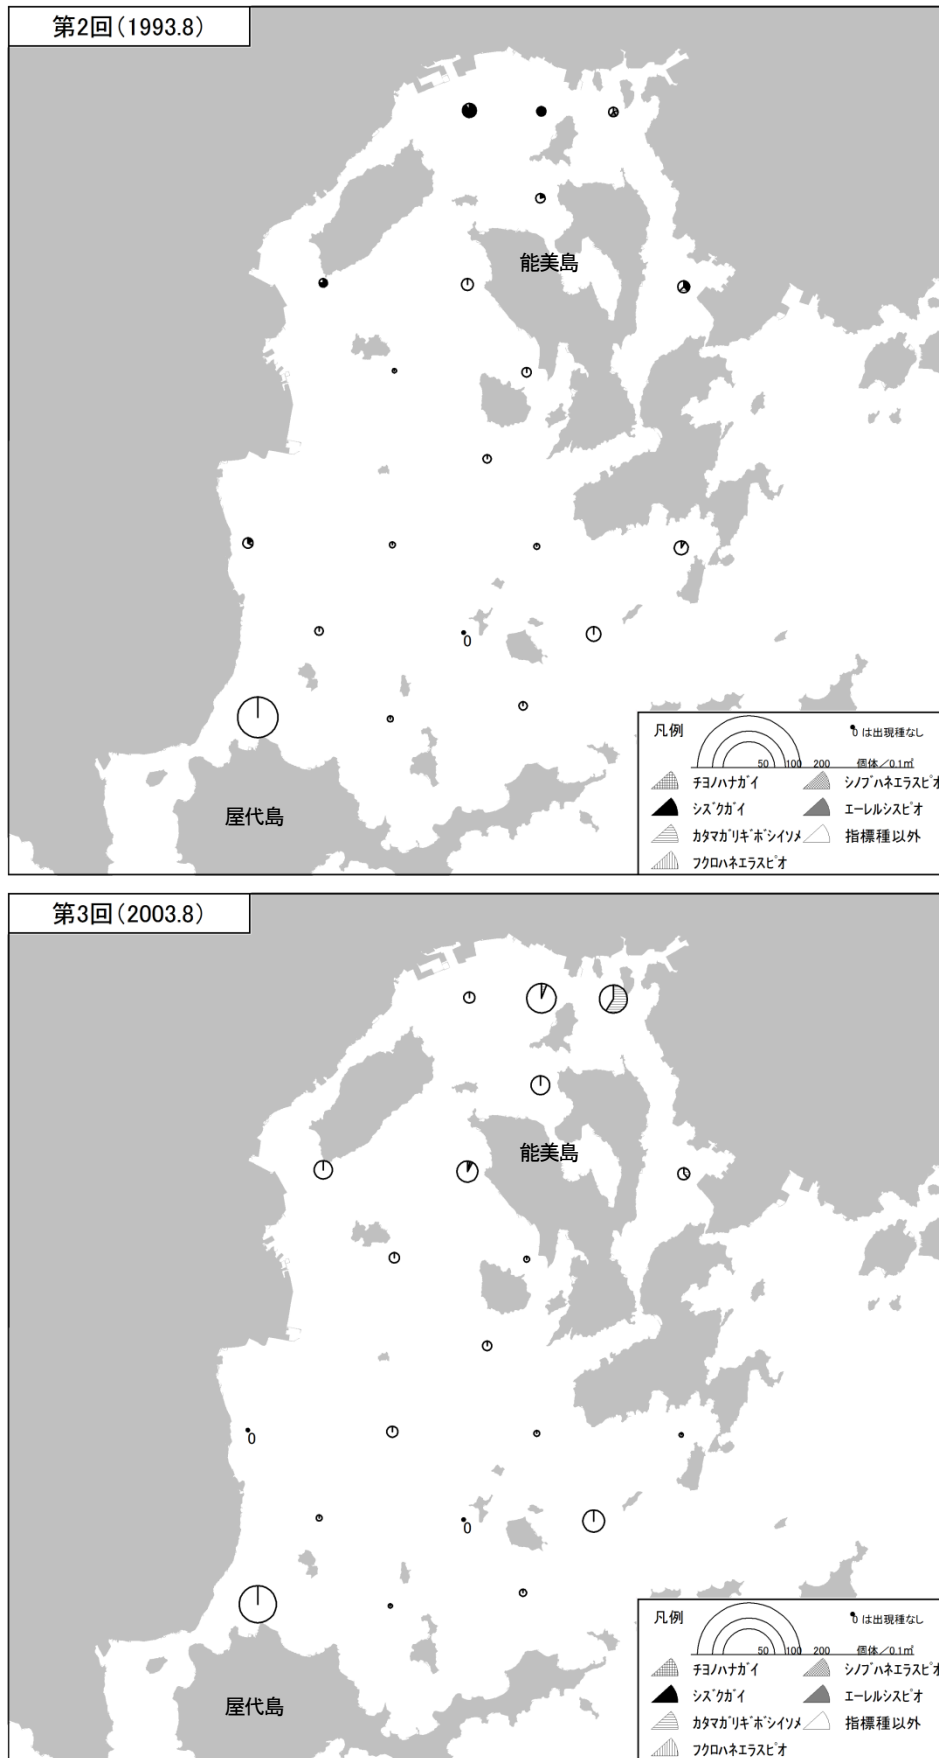 第2回(1993.8)
能美島
0
屋代島
凡例
0 は出現種なし
50 100 200 個体/0.1㎡
チヨノハナガイ シノブハネエラスピオ
シズクガイ エーレルシスピオ
カタマガリギボシイソメ 指標種以外
フクロハネエラスピオ
第3回(2003.8)
能美島
0
0
屋代島
凡例
0 は出現種なし
50 100 200 個体/0.1㎡
チヨノハナガイ シノブハネエラスピオ
シズクガイ エーレルシスピオ
カタマガリギボシイソメ 指標種以外
フクロハネエラスピオ